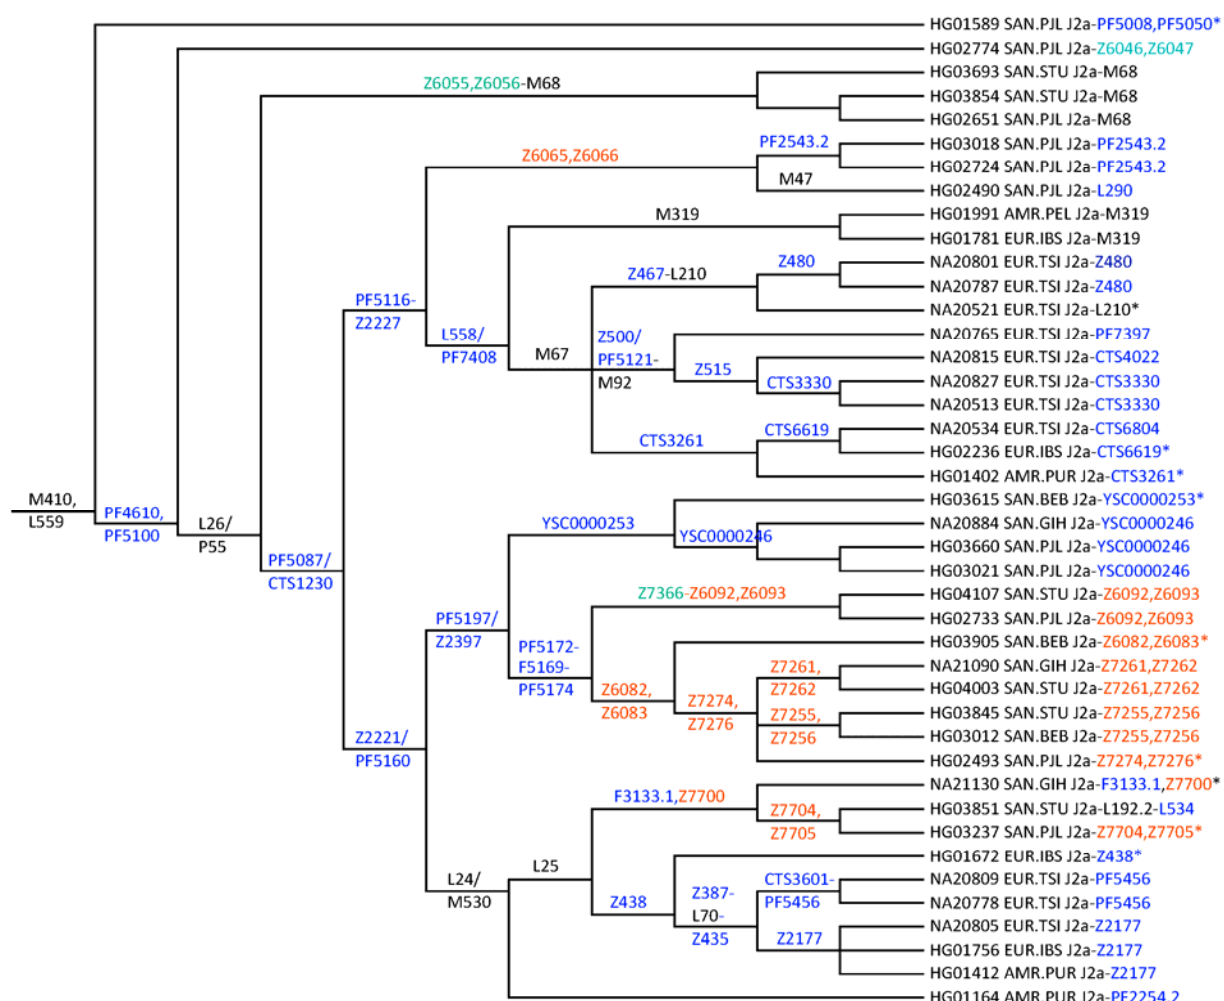 HG01589 SAN.PJL J2a-PF5008,PF5050*
HG02774 SAN.PJL J2a-Z6046,Z6047
Z6055,Z6056-M68
HG03693 SAN.STU J2a-M68
HG03854 SAN.STU J2a-M68
HG02651 SAN.PJL J2a-M68
Z6065,Z6066
PF2543.2
HG03018 SAN.PJL J2a-PF2543.2
HG02724 SAN.PJL J2a-PF2543.2
M47
HG02490 SAN.PJL J2a-L290
M319
HG01991 AMR.PEL J2a-M319
HG01781 EUR.IBS J2a-M319
PF5116-
Z2227
L558/
PF7408
M67
Z467-L210
Z480
NA20801 EUR.TSI J2a-Z480
NA20787 EUR.TSI J2a-Z480
NA20521 EUR.TSI J2a-L210*
Z500/
PF5121-
M92
NA20765 EUR.TSI J2a-PF7397
Z515
NA20815 EUR.TSI J2a-CTS4022
CTS3330
NA20827 EUR.TSI J2a-CTS3330
NA20513 EUR.TSI J2a-CTS3330
CTS3261
CTS6619
NA20534 EUR.TSI J2a-CTS6804
HG02236 EUR.IBS J2a-CTS6619*
HG01402 AMR.PUR J2a-CTS3261*
M410,
L559
PF4610,
PF5100
L26/
P55
PF5087/
CTS1230
YSC0000253
HG03615 SAN.BEB J2a-YSC0000253*
YSC0000246
NA20884 SAN.GIH J2a-YSC0000246
HG03660 SAN.PJL J2a-YSC0000246
HG03021 SAN.PJL J2a-YSC0000246
PF5197/
Z2397
PF5172-
F5169-
PF5174
Z7366-Z6092,Z6093
HG04107 SAN.STU J2a-Z6092,Z6093
HG02733 SAN.PJL J2a-Z6092,Z6093
Z6082,
Z6083
HG03905 SAN.BEB J2a-Z6082,Z6083*
Z7274,
Z7276
Z7261,
Z7262
NA21090 SAN.GIH J2a-Z7261,Z7262
HG04003 SAN.STU J2a-Z7261,Z7262
Z7255,
Z7256
HG03845 SAN.STU J2a-Z7255,Z7256
HG03012 SAN.BEB J2a-Z7255,Z7256
HG02493 SAN.PJL J2a-Z7274,Z7276*
Z2221/
PF5160
F3133.1,Z7700
NA21130 SAN.GIH J2a-F3133.1,Z7700*
Z7704,
Z7705
HG03851 SAN.STU J2a-L192.2-L534
HG03237 SAN.PJL J2a-Z7704,Z7705*
L24/
M530
L25
Z438
HG01672 EUR.IBS J2a-Z438*
Z387-
L70-
Z435
CTS3601-
PF5456
NA20809 EUR.TSI J2a-PF5456
NA20778 EUR.TSI J2a-PF5456
Z2177
NA20805 EUR.TSI J2a-Z2177
HG01756 EUR.IBS J2a-Z2177
HG01412 AMR.PUR J2a-Z2177
HG01164 AMR.PUR J2a-PF2254.2